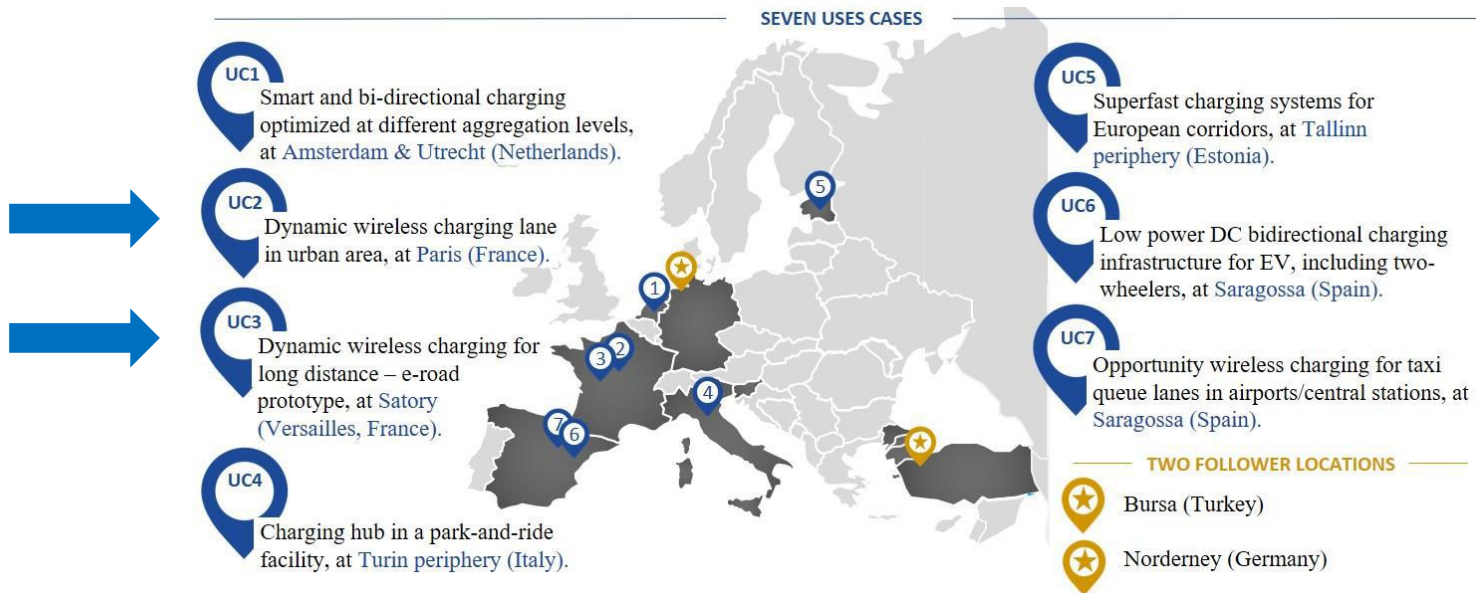 SEVEN USES CASES
UC1
Smart and bi-directional charging
optimized at different aggregation levels,
at Amsterdam & Utrecht (Netherlands).
UC2
Dynamic wireless charging lane
in urban area, at Paris (France).
UC3
Dynamic wireless charging for
long distance – e-road
prototype, at Satory
(Versailles, France).
UC4
Charging hub in a park-and-ride
facility, at Turin periphery (Italy).
5
1
2
3
4
7
6
UC5
Superfast charging systems for
European corridors, at Tallinn
periphery (Estonia).
UC6
Low power DC bidirectional charging
infrastructure for EV, including two-
wheelers, at Saragossa (Spain).
UC7
Opportunity wireless charging for taxi
queue lanes in airports/central stations, at
Saragossa (Spain).
TWO FOLLOWER LOCATIONS
Bursa (Turkey)
Norderney (Germany)